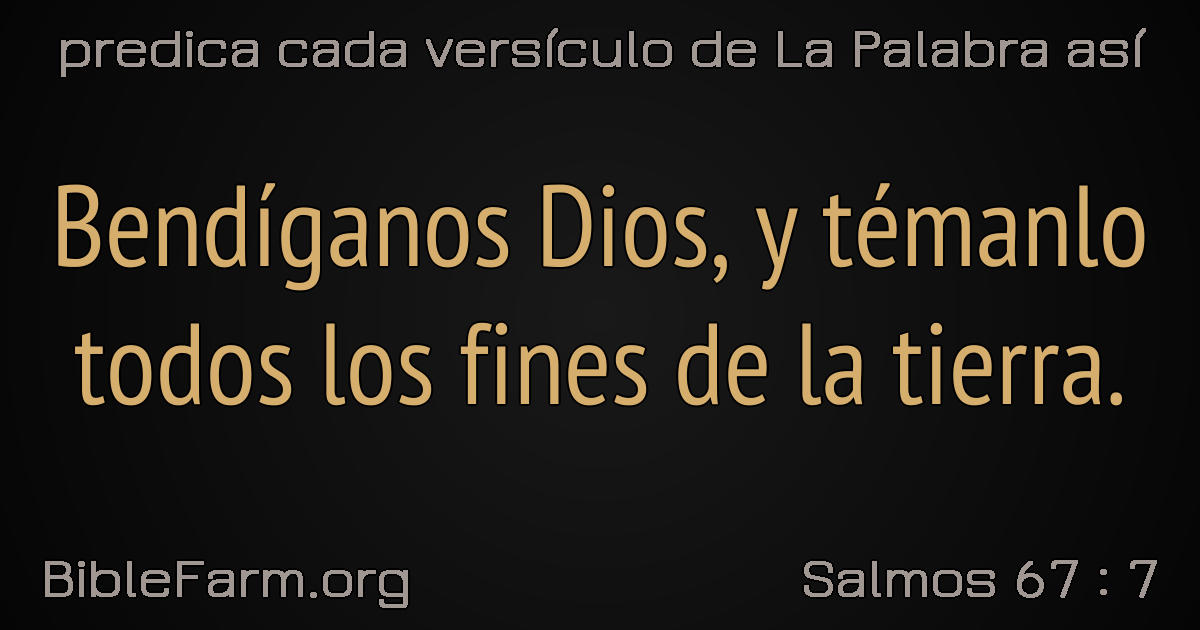 predica cada versículo de La Palabra así
Bendíganos Dios, y témanlo
todos los fines de la tierra.
BibleFarm.org
Salmos 67 : 7